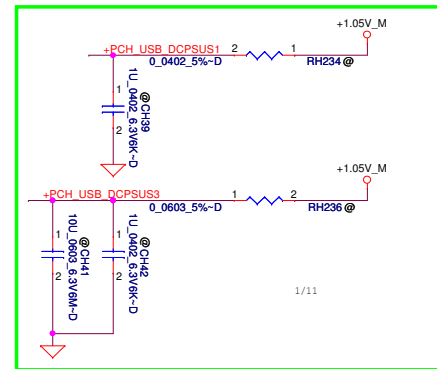 +1.05V_M
+PCH_USB_DCPSUS1
2
1
0_0402_5%~D
RH234@
1
2
1U_0402_6.3V6K~D
@CH39
+1.05V_M
+PCH_USB_DCPSUS3
1
2
0_0603_5%~D
RH236@
1
2
10U_0603_6.3V6M~D
@CH41
1
2
1U_0402_6.3V6K~D
@CH42
1/11